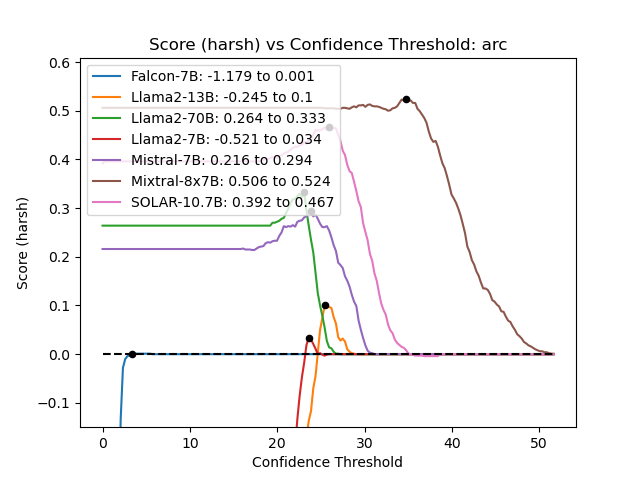 Score (harsh) vs Confidence Threshold: arc
Score (harsh)
0.6
0.5
0.4
0.3
0.2
0.1
0.0
−0.1
Falcon-7B: -1.179 to 0.001
Llama2-13B: -0.245 to 0.1
Llama2-70B: 0.264 to 0.333
Llama2-7B: -0.521 to 0.034
Mistral-7B: 0.216 to 0.294
Mixtral-8x7B: 0.506 to 0.524
SOLAR-10.7B: 0.392 to 0.467
0 10 20 30 40 50
Confidence Threshold